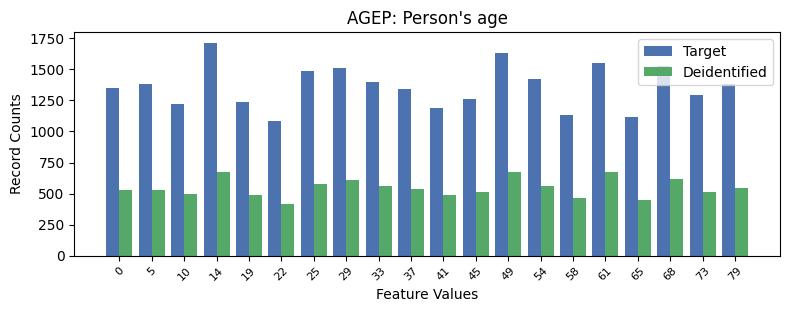 AGEP: Person's age
Record Counts
1750
1500
1250
1000
750
500
250
0
Target
Deidentified
0 5 10 14 19 22 25 29 33 37 41 45 49 54 58 61 65 68 73 79
Feature Values